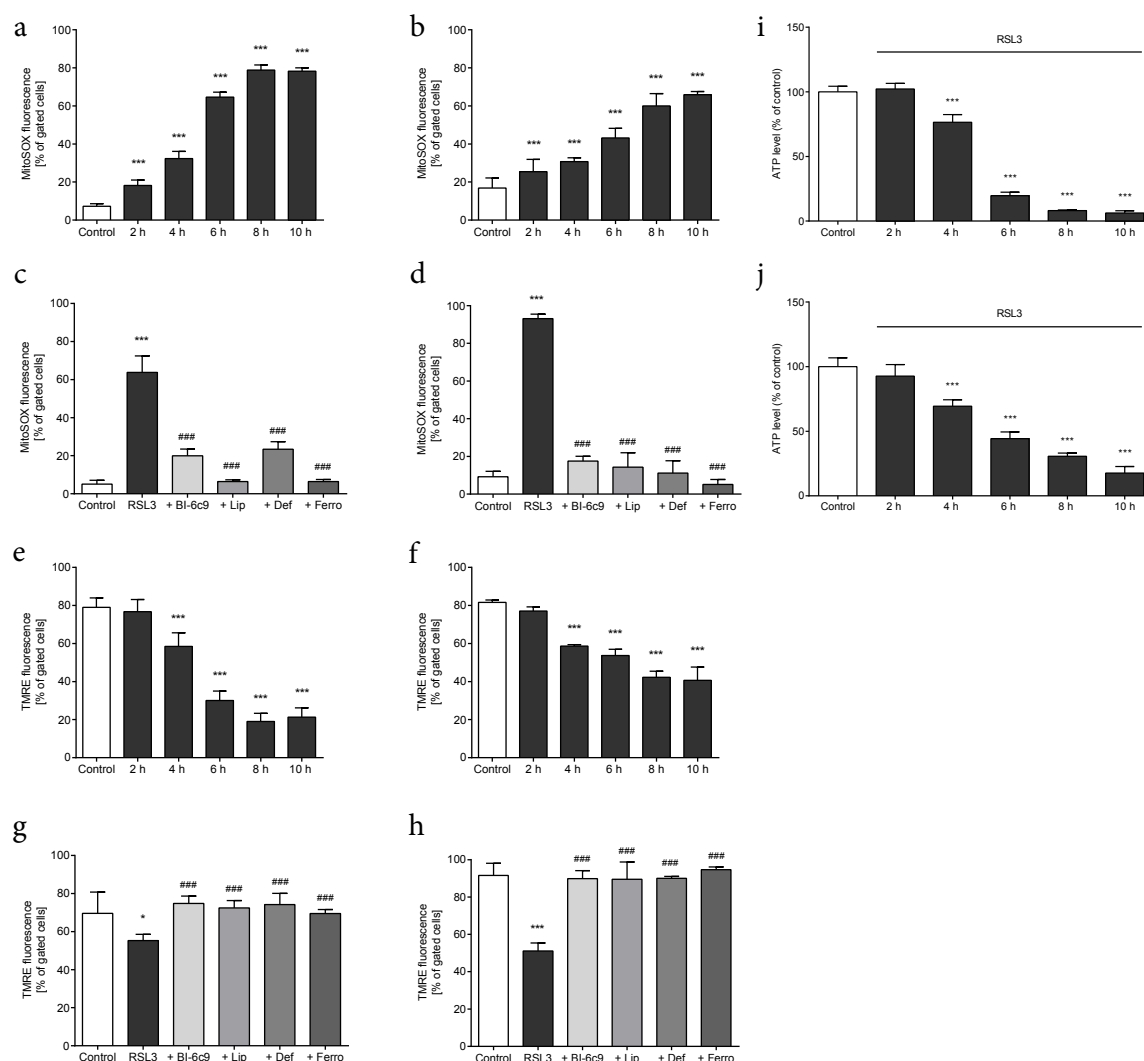 a
MitoSOX fluorescence
[% of gated cells]
100
80
60
40
20
0
***
***
***
***
***
Control
2 h
4 h
6 h
8 h
10 h
b
MitoSOX fluorescence
[% of gated cells]
100
80
60
40
20
0
***
***
***
***
***
Control
2 h
4 h
6 h
8 h
10 h
i
ATP level (% of control)
150
100
50
0
RSL3
***
***
***
***
Control
2 h
4 h
6 h
8 h
10 h
c
MitoSOX fluorescence
[% of gated cells]
100
80
60
40
20
0
***
###
###
###
###
Control
RSL3
+ BI-6c9
+ Lip
+ Def
+ Ferro
d
MitoSOX fluorescence
[% of gated cells]
100
80
60
40
20
0
***
###
###
###
###
Control
RSL3
+ BI-6c9
+ Lip
+ Def
+ Ferro
j
ATP level (% of control)
150
100
50
0
RSL3
***
***
***
***
Control
2 h
4 h
6 h
8 h
10 h
e
TMRE fluorescence
[% of gated cells]
100
80
60
40
20
0
***
***
***
***
Control
2 h
4 h
6 h
8 h
10 h
f
TMRE fluorescence
[% of gated cells]
100
80
60
40
20
0
***
***
***
***
Control
2 h
4 h
6 h
8 h
10 h
g
TMRE fluorescence
[% of gated cells]
100
80
60
40
20
0
*
###
###
###
###
Control
RSL3
+ BI-6c9
+ Lip
+ Def
+ Ferro
h
TMRE fluorescence
[% of gated cells]
100
80
60
40
20
0
***
###
###
###
###
Control
RSL3
+ BI-6c9
+ Lip
+ Def
+ Ferro